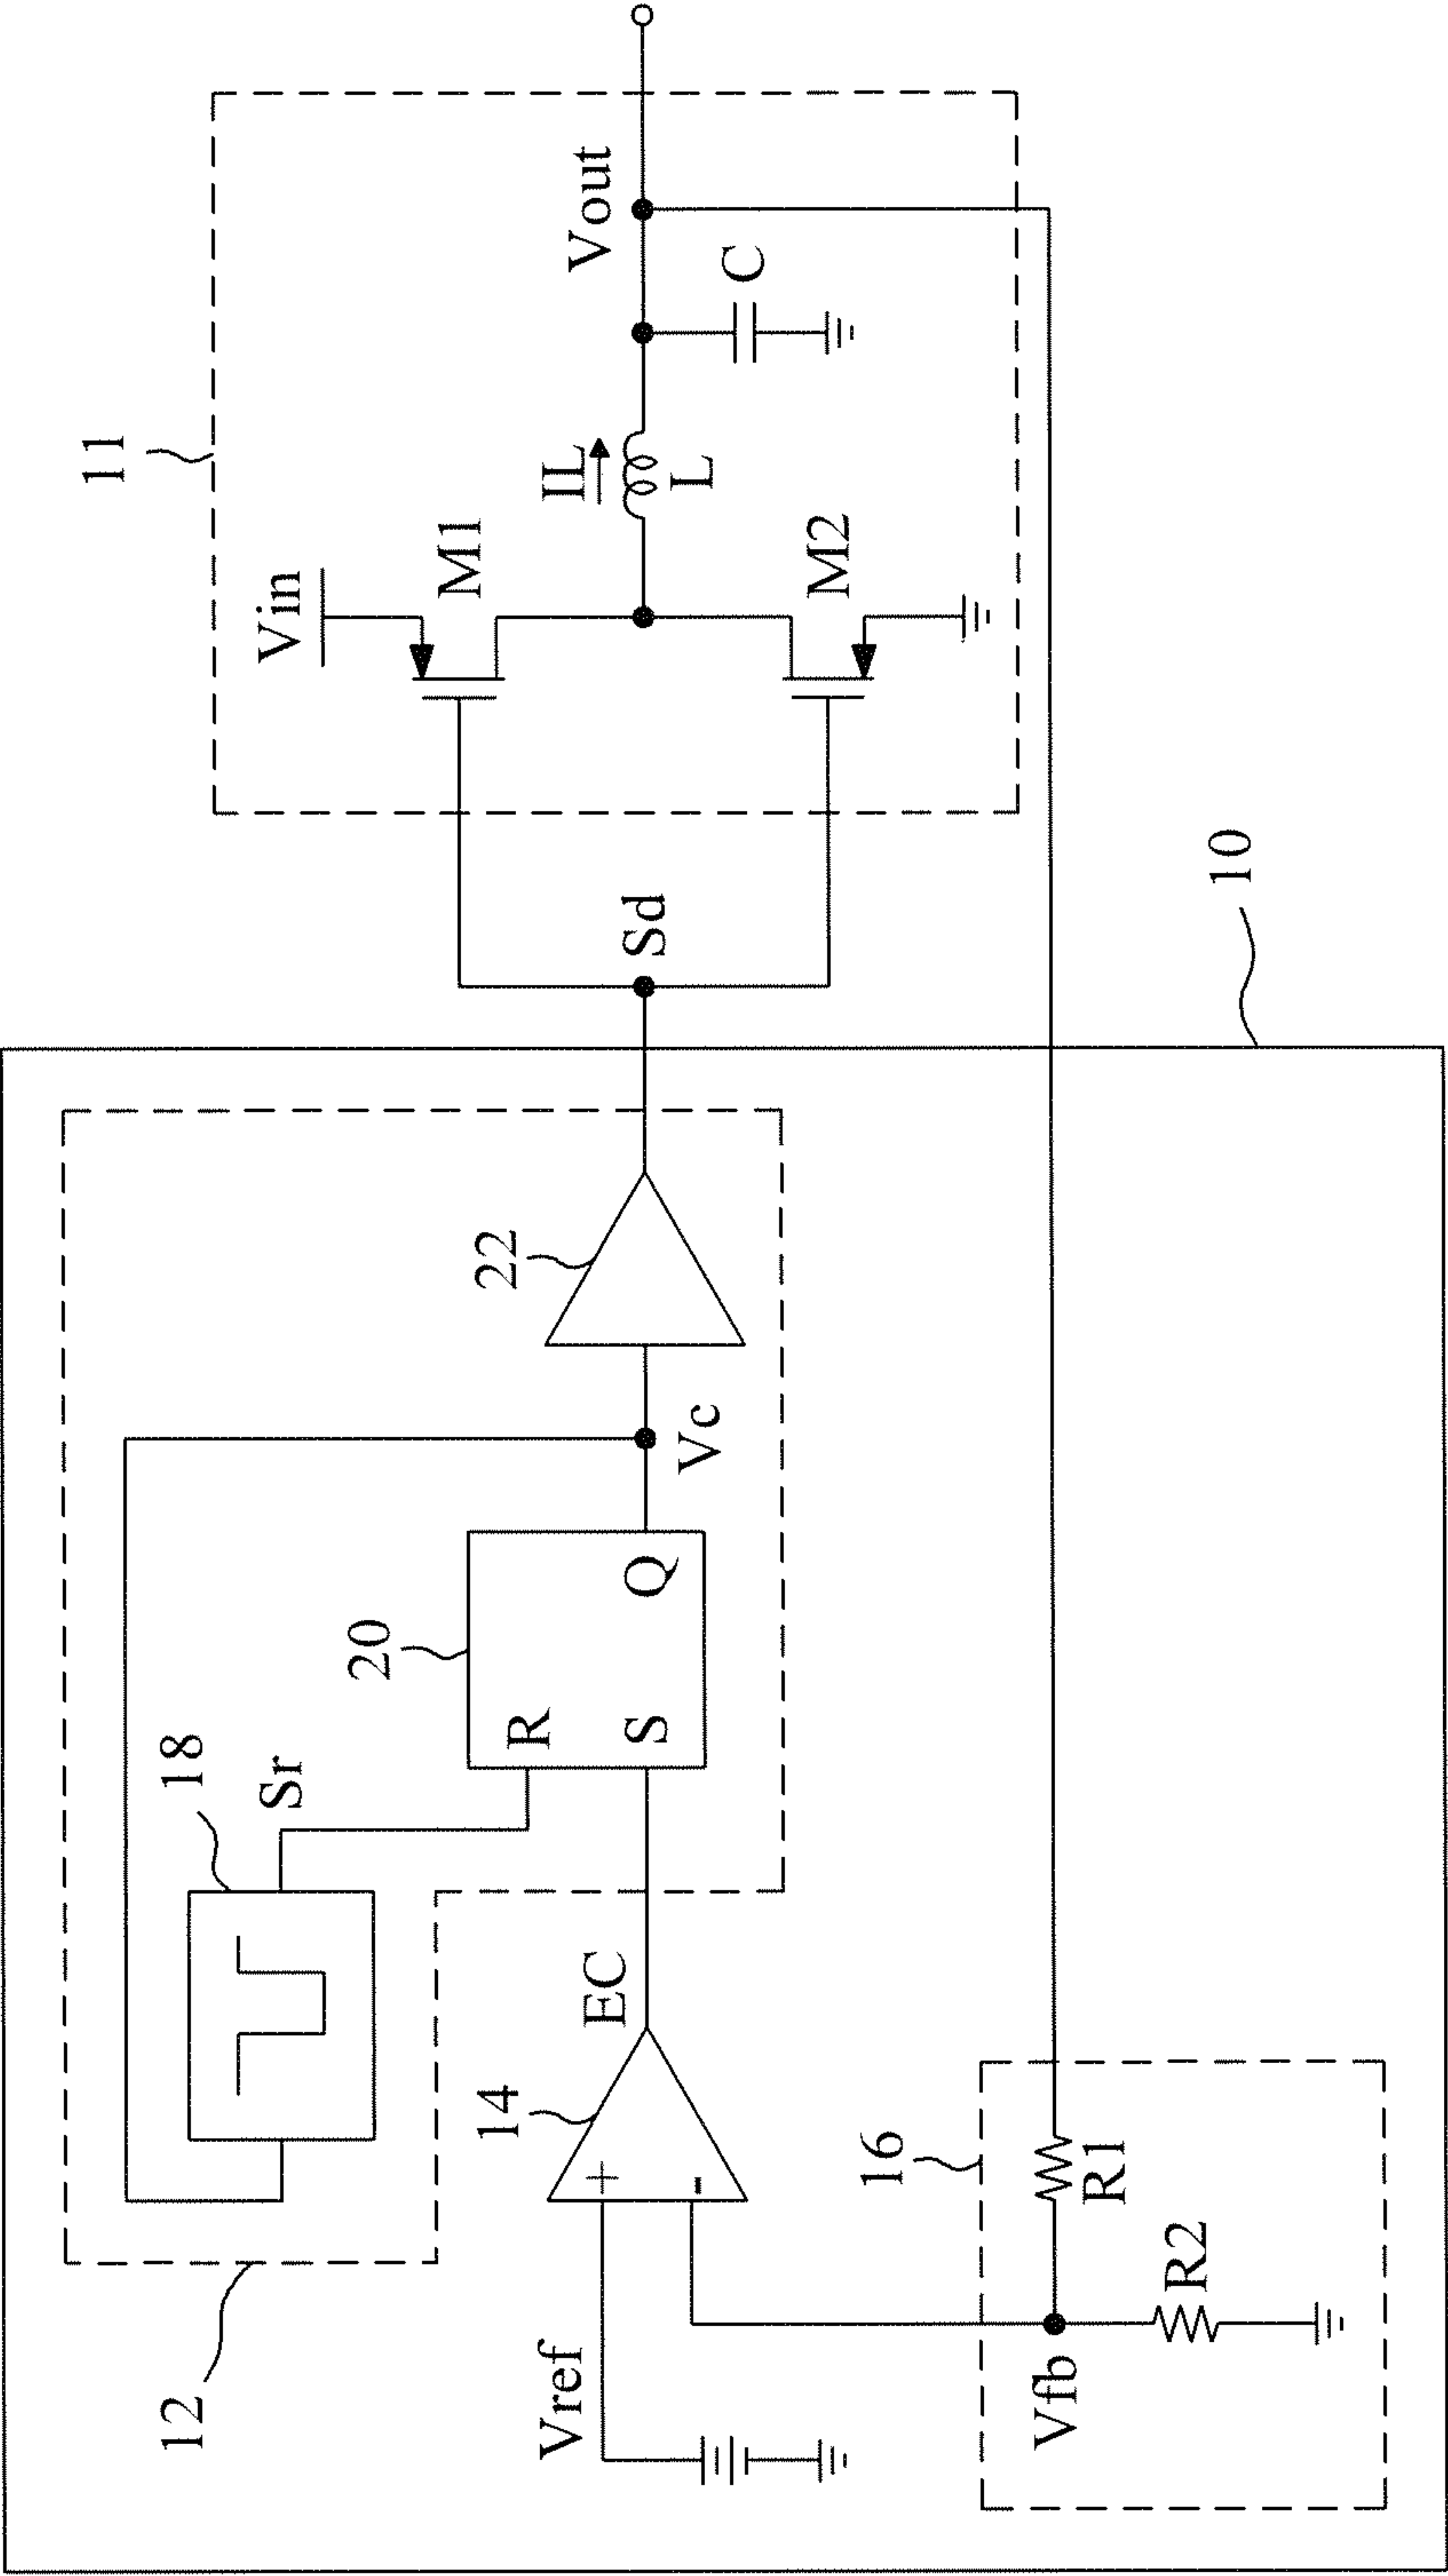 11
Vin
M1
IL
L
Vout
C
M2
Sd
10
22
Vc
20
R
S
Q
18
Sr
12
EC
14
+
-
Vref
16
R1
R2
Vfb